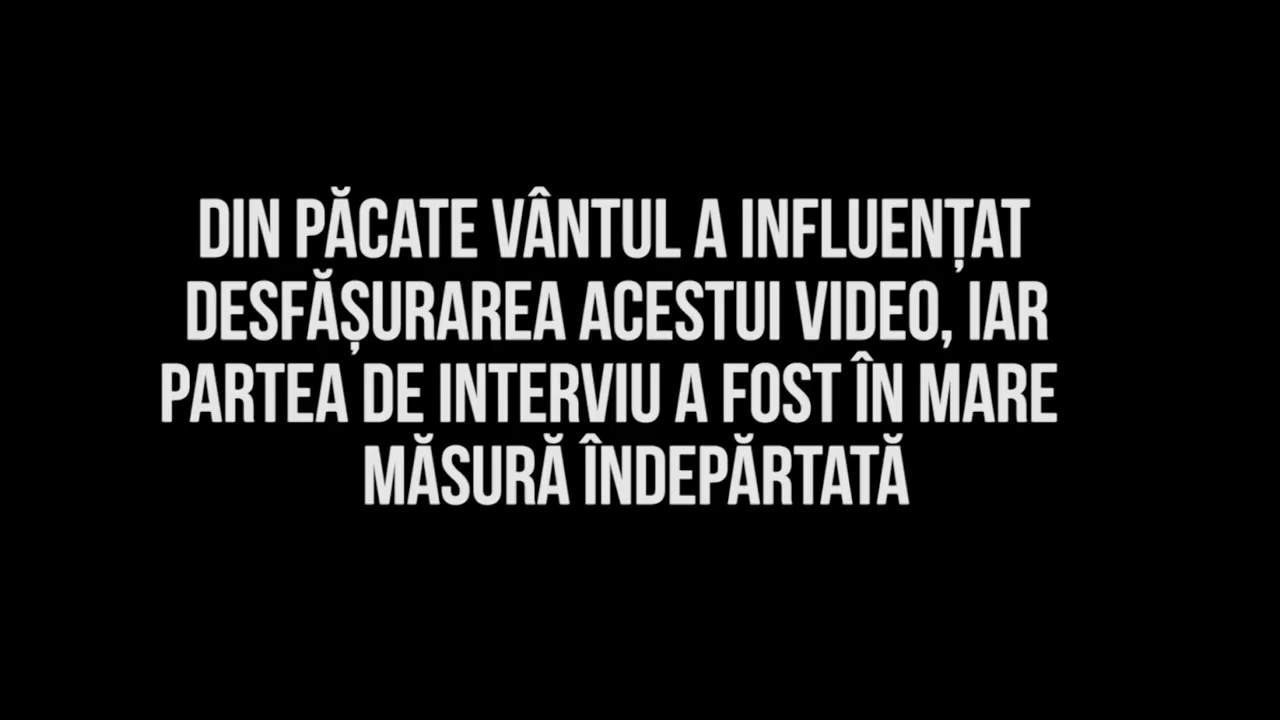 DIN PĂCATE VÂNTUL A INFLUENȚAT
DESFĂȘURAREA ACESTUI VIDEO, IAR
PARTEA DE INTERVIU A FOST ÎN MARE
MĂSURĂ ÎNDEPĂRTATĂ